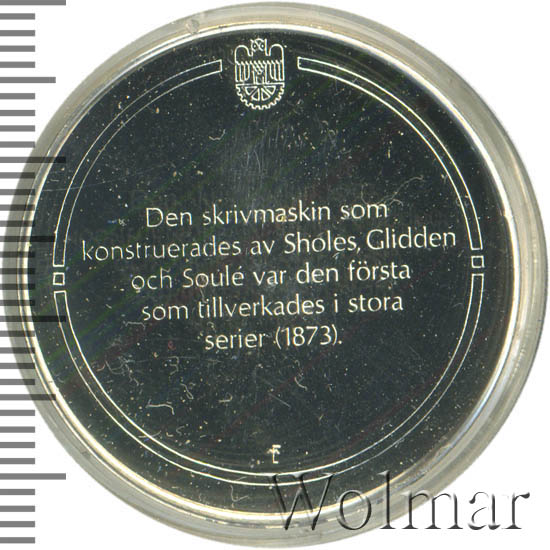 Den skrivmaskin som
konstruerades av Sholes, Glidden
och Soulé var den första
som tillverkades i stora
serier (1873).
E
Wolmar